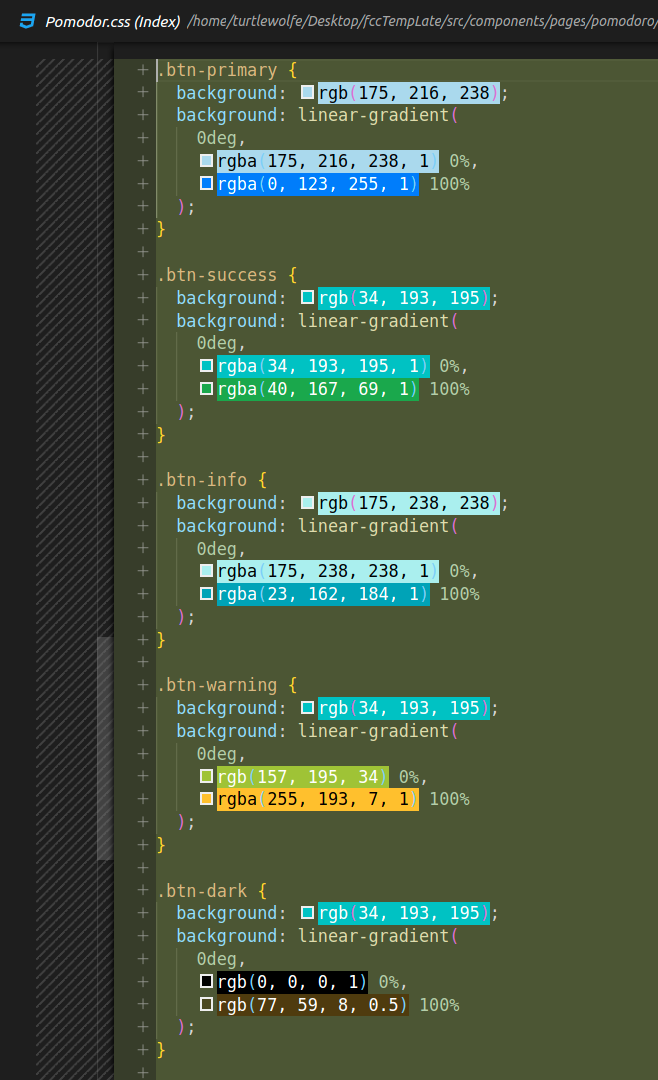 Pomodor.css (Index) /home/turtlewolfe/Desktop/fccTempLate/src/components/pages/pomodoro/
+ .btn-primary {
+ background: rgb(175, 216, 238);
+ background: linear-gradient(
+ 0deg,
+ rgba(175, 216, 238, 1) 0%,
+ rgba(0, 123, 255, 1) 100%
+ );
+ }
+
+ .btn-success {
+ background: rgb(34, 193, 195);
+ background: linear-gradient(
+ 0deg,
+ rgba(34, 193, 195, 1) 0%,
+ rgba(40, 167, 69, 1) 100%
+ );
+ }
+
+ .btn-info {
+ background: rgb(175, 238, 238);
+ background: linear-gradient(
+ 0deg,
+ rgba(175, 238, 238, 1) 0%,
+ rgba(23, 162, 184, 1) 100%
+ );
+ }
+
+ .btn-warning {
+ background: rgb(34, 193, 195);
+ background: linear-gradient(
+ 0deg,
+ rgb(157, 195, 34) 0%,
+ rgba(255, 193, 7, 1) 100%
+ );
+ }
+
+ .btn-dark {
+ background: rgb(34, 193, 195);
+ background: linear-gradient(
+ 0deg,
+ rgb(0, 0, 0, 1) 0%,
+ rgb(77, 59, 8, 0.5) 100%
+ );
+ }
+